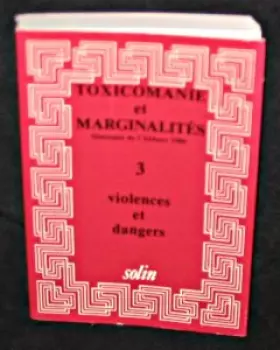 TOXICOMANIE
et
MARGINALITÉS
3
violences
et
dangers
solin